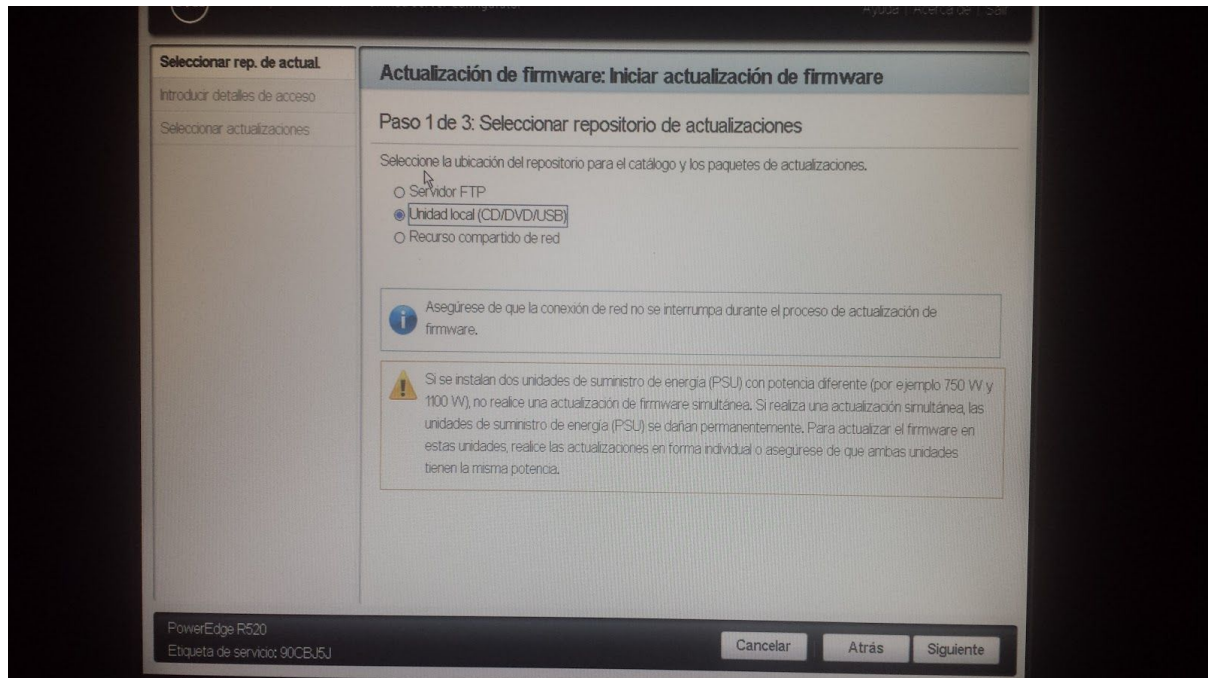 Ayuda | Acerca de | Salir
Seleccionar rep. de actual.
Introducir detalles de acceso
Seleccionar actualizaciones
Actualización de firmware: Iniciar actualización de firmware
Paso 1 de 3: Seleccionar repositorio de actualizaciones
Seleccione la ubicación del repositorio para el catálogo y los paquetes de actualizaciones.
Servidor FTP
Unidad local (CD/DVD/USB)
Recurso compartido de red
Asegúrese de que la conexión de red no se interrumpa durante el proceso de actualización de
firmware.
Si se instalan dos unidades de suministro de energía (PSU) con potencia diferente (por ejemplo 750 W y
1100 W), no realice una actualización de firmware simultánea. Si realiza una actualización simultánea, las
unidades de suministro de energía (PSU) se dañan permanentemente. Para actualizar el firmware en
estas unidades, realice las actualizaciones en forma individual o asegúrese de que ambas unidades
tienen la misma potencia.
PowerEdge R520
Etiqueta de servicio: 90CBJ5J
Cancelar
Atrás
Siguiente